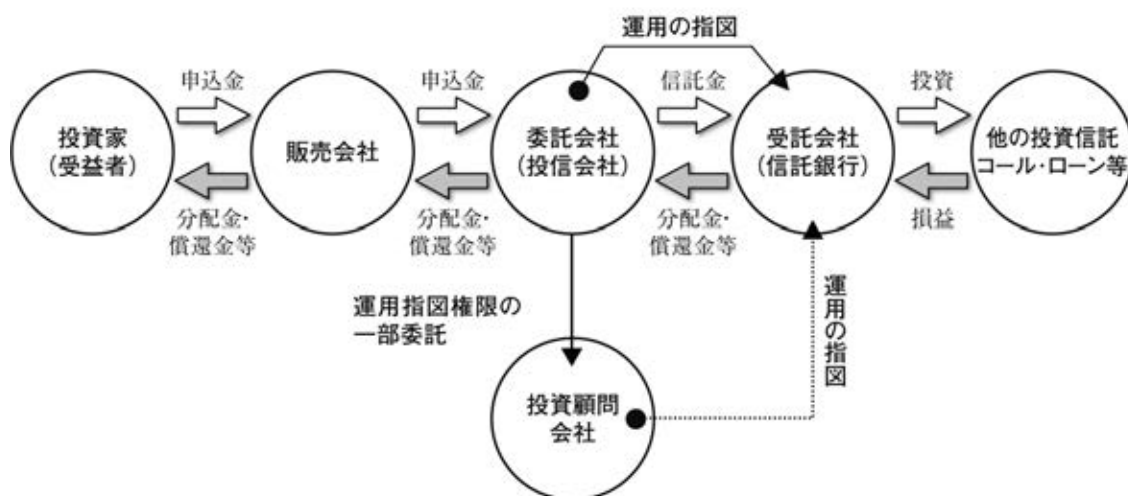 運用の指図
申込金
申込金
信託金
投資
投資家
(受益者)
販売会社
委託会社
(投信会社)
受託会社
(信託銀行)
他の投資信託
コール・ローン等
分配金・
償還金等
分配金・
償還金等
分配金・
償還金等
損益
運用指図権限の
一部委託
運用の指図
投資顧問
会社